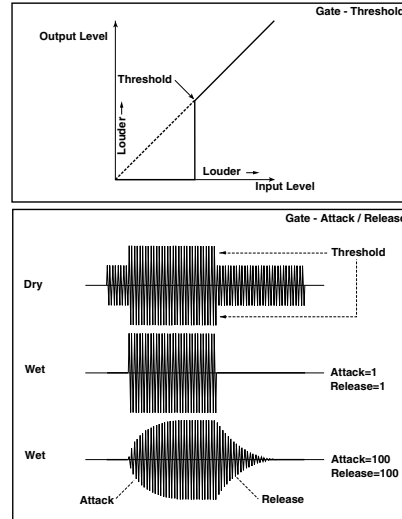 Gate - Threshold
Output Level
Threshold
Louder
Louder
Input Level
Gate - Attack / Release
Threshold
Dry
Wet
Attack=1
Release=1
Wet
Attack=100
Release=100
Attack
Release